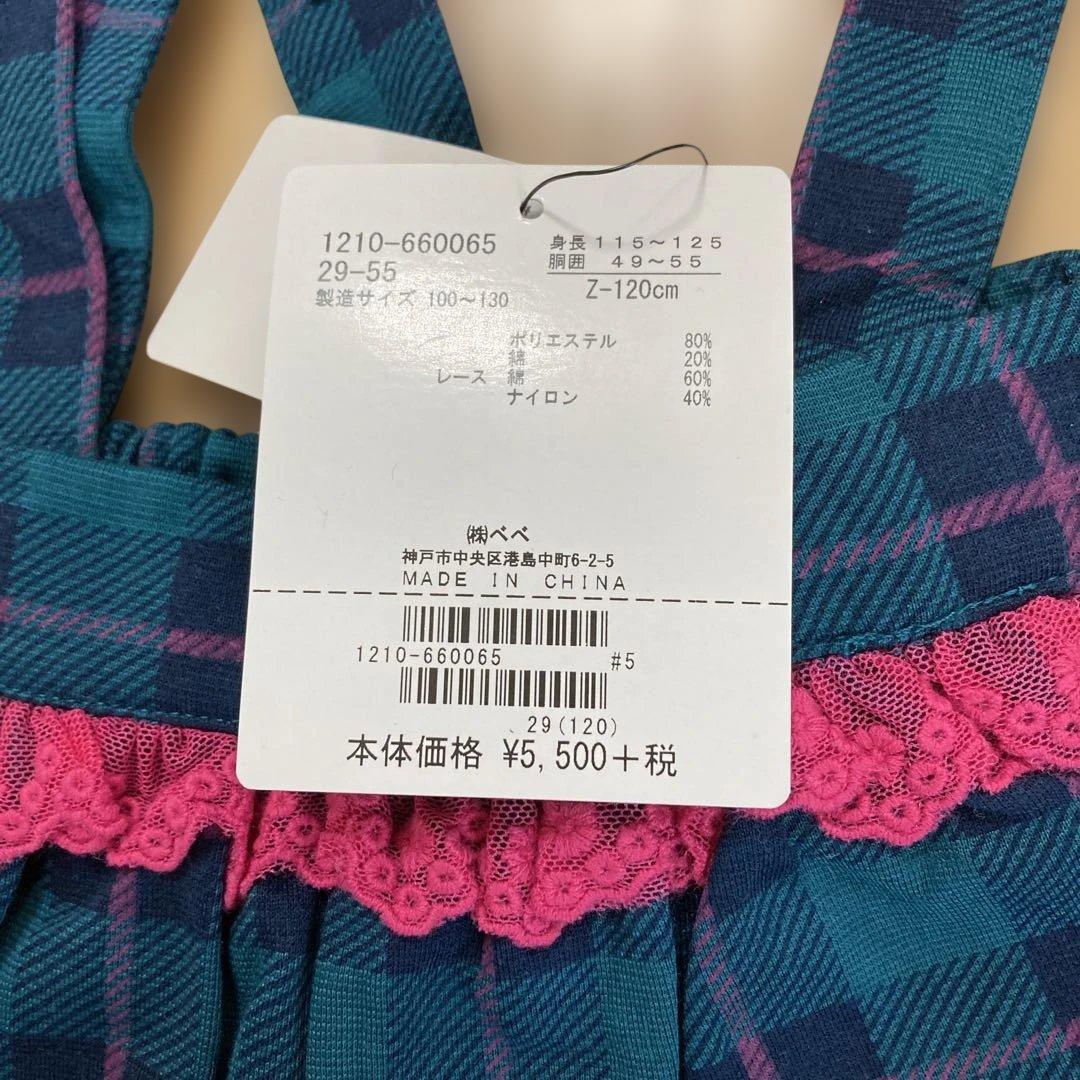 1210-660065
29-55
製造サイズ 100～130
身長 115～125
胴囲 49～55
Z-120cm
ポリエステル 80%
綿 20%
レース 綿 60%
ナイロン 40%
㈱べべ
神戸市中央区港島中町6-2-5
MADE IN CHINA
1210-660065 #5
29(120)
本体価格 ¥5,500+税